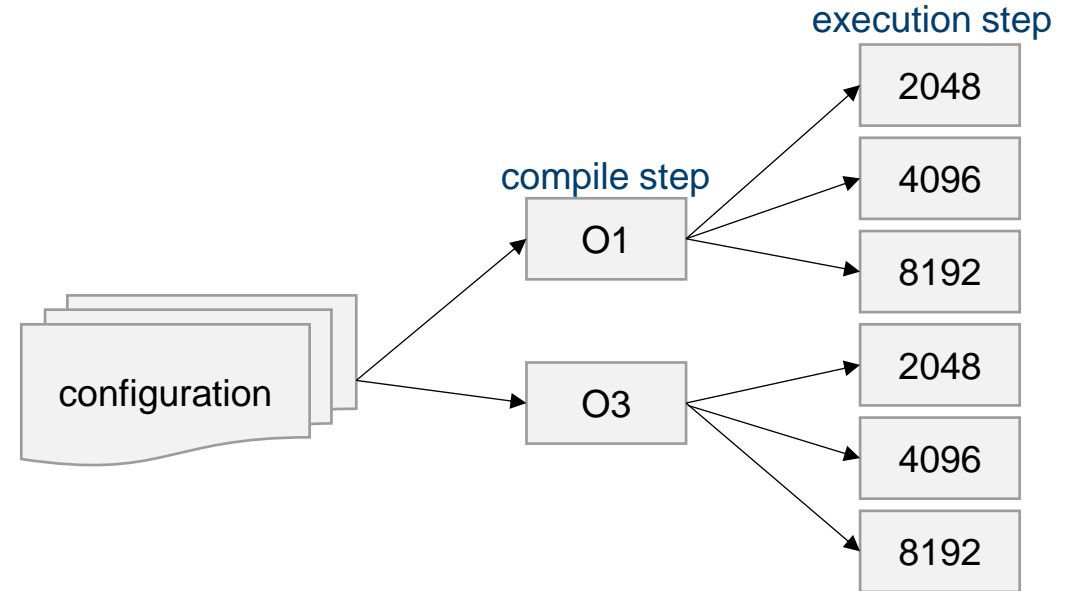 execution step
2048
4096
compile step
O1
8192
configuration
2048
O3
4096
8192